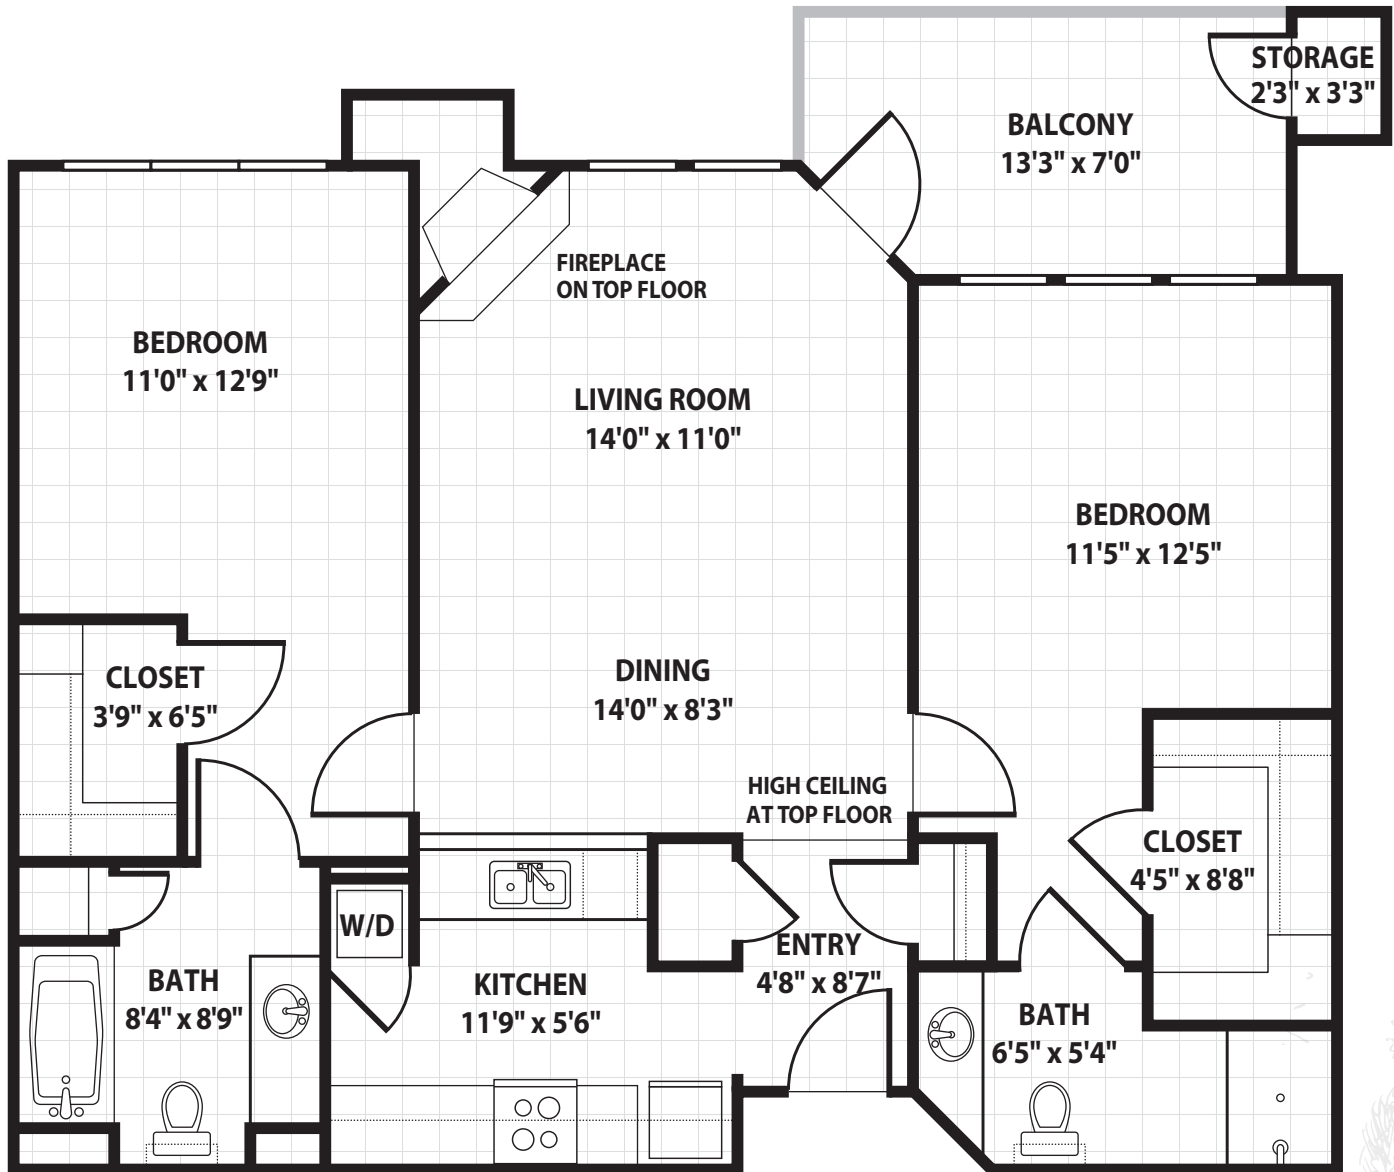 STORAGE
2'3" x 3'3"
BALCONY
13'3" x 7'0"
FIREPLACE
ON TOP FLOOR
BEDROOM
11'0" x 12'9"
LIVING ROOM
14'0" x 11'0"
BEDROOM
11'5" x 12'5"
CLOSET
3'9" x 6'5"
DINING
14'0" x 8'3"
HIGH CEILING
AT TOP FLOOR
CLOSET
4'5" x 8'8"
W/D
ENTRY
4'8" x 8'7"
BATH
8'4" x 8'9"
KITCHEN
11'9" x 5'6"
BATH
6'5" x 5'4"